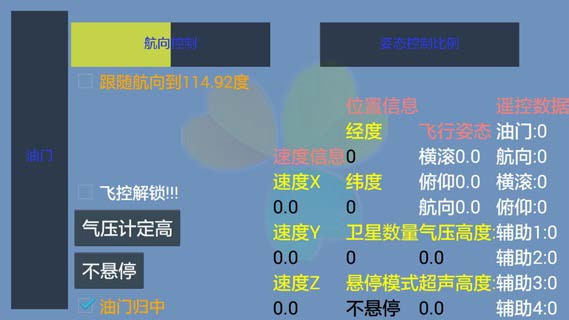 航向控制
姿态控制比例
跟随航向到114.92度
位置信息
遥控数据
油门
经度
飞行姿态
油门:0
速度信息
0
横滚0.0
航向:0
速度X
纬度
俯仰0.0
横滚:0
飞控解锁!!!
0.0
0
航向0.0
俯仰:0
气压计定高
速度Y
卫星数量
气压高度:
辅助1:0
0.0
0
0.0
辅助2:0
不悬停
速度Z
悬停模式
超声高度:
辅助3:0
油门归中
0.0
不悬停
0.0
辅助4:0